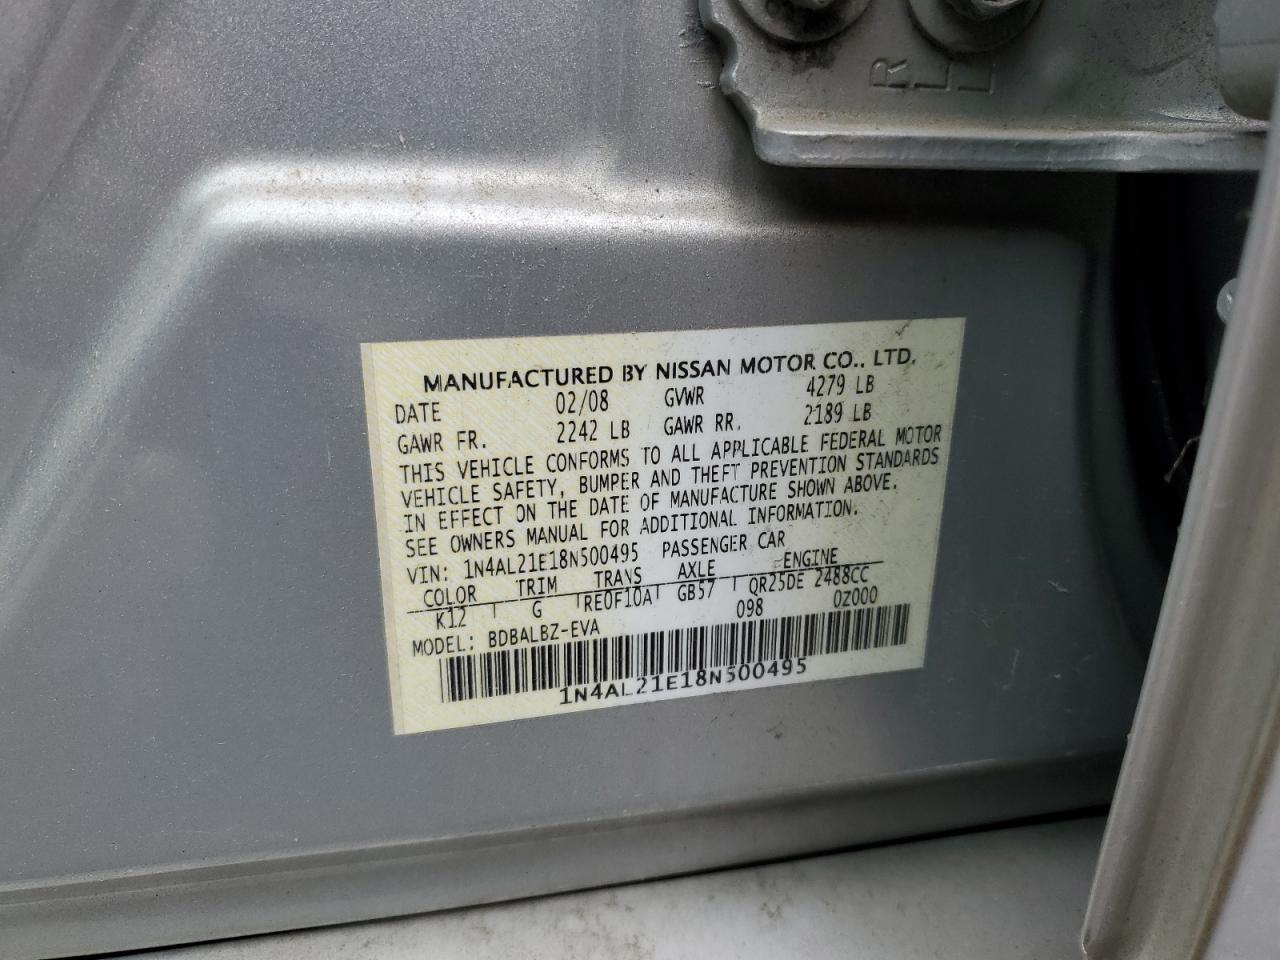 R
L L
MANUFACTURED BY NISSAN MOTOR CO., LTD.
DATE 02/08 GVWR 4279 LB
GAWR FR. 2242 LB GAWR RR. 2189 LB
THIS VEHICLE CONFORMS TO ALL APPLICABLE FEDERAL MOTOR
VEHICLE SAFETY, BUMPER AND THEFT PREVENTION STANDARDS
IN EFFECT ON THE DATE OF MANUFACTURE SHOWN ABOVE.
SEE OWNERS MANUAL FOR ADDITIONAL INFORMATION.
VIN: 1N4AL21E18N500495 PASSENGER CAR
COLOR TRIM TRANS AXLE ENGINE
K12 G RE0F10A GB57 QR25DE 2488CC
098 0Z000
MODEL: BDBALBZ-EVA
1N4AL21E18N500495